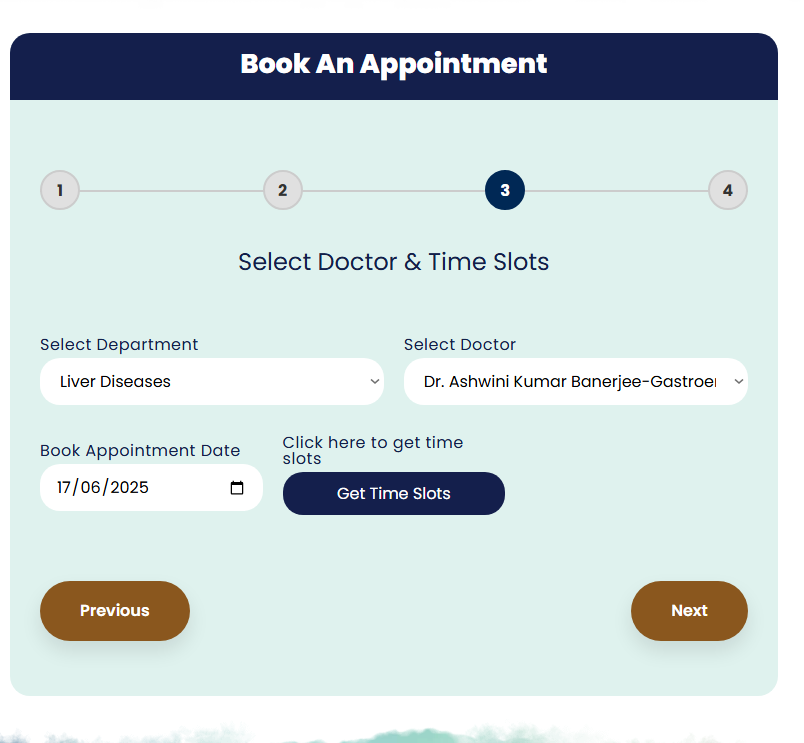 Book An Appointment
1 2 3 4
Select Doctor & Time Slots
Select Department Select Doctor
Liver Diseases Dr. Ashwini Kumar Banerjee-Gastroe
Book Appointment Date Click here to get time
slots
17/06/2025 Get Time Slots
Previous Next